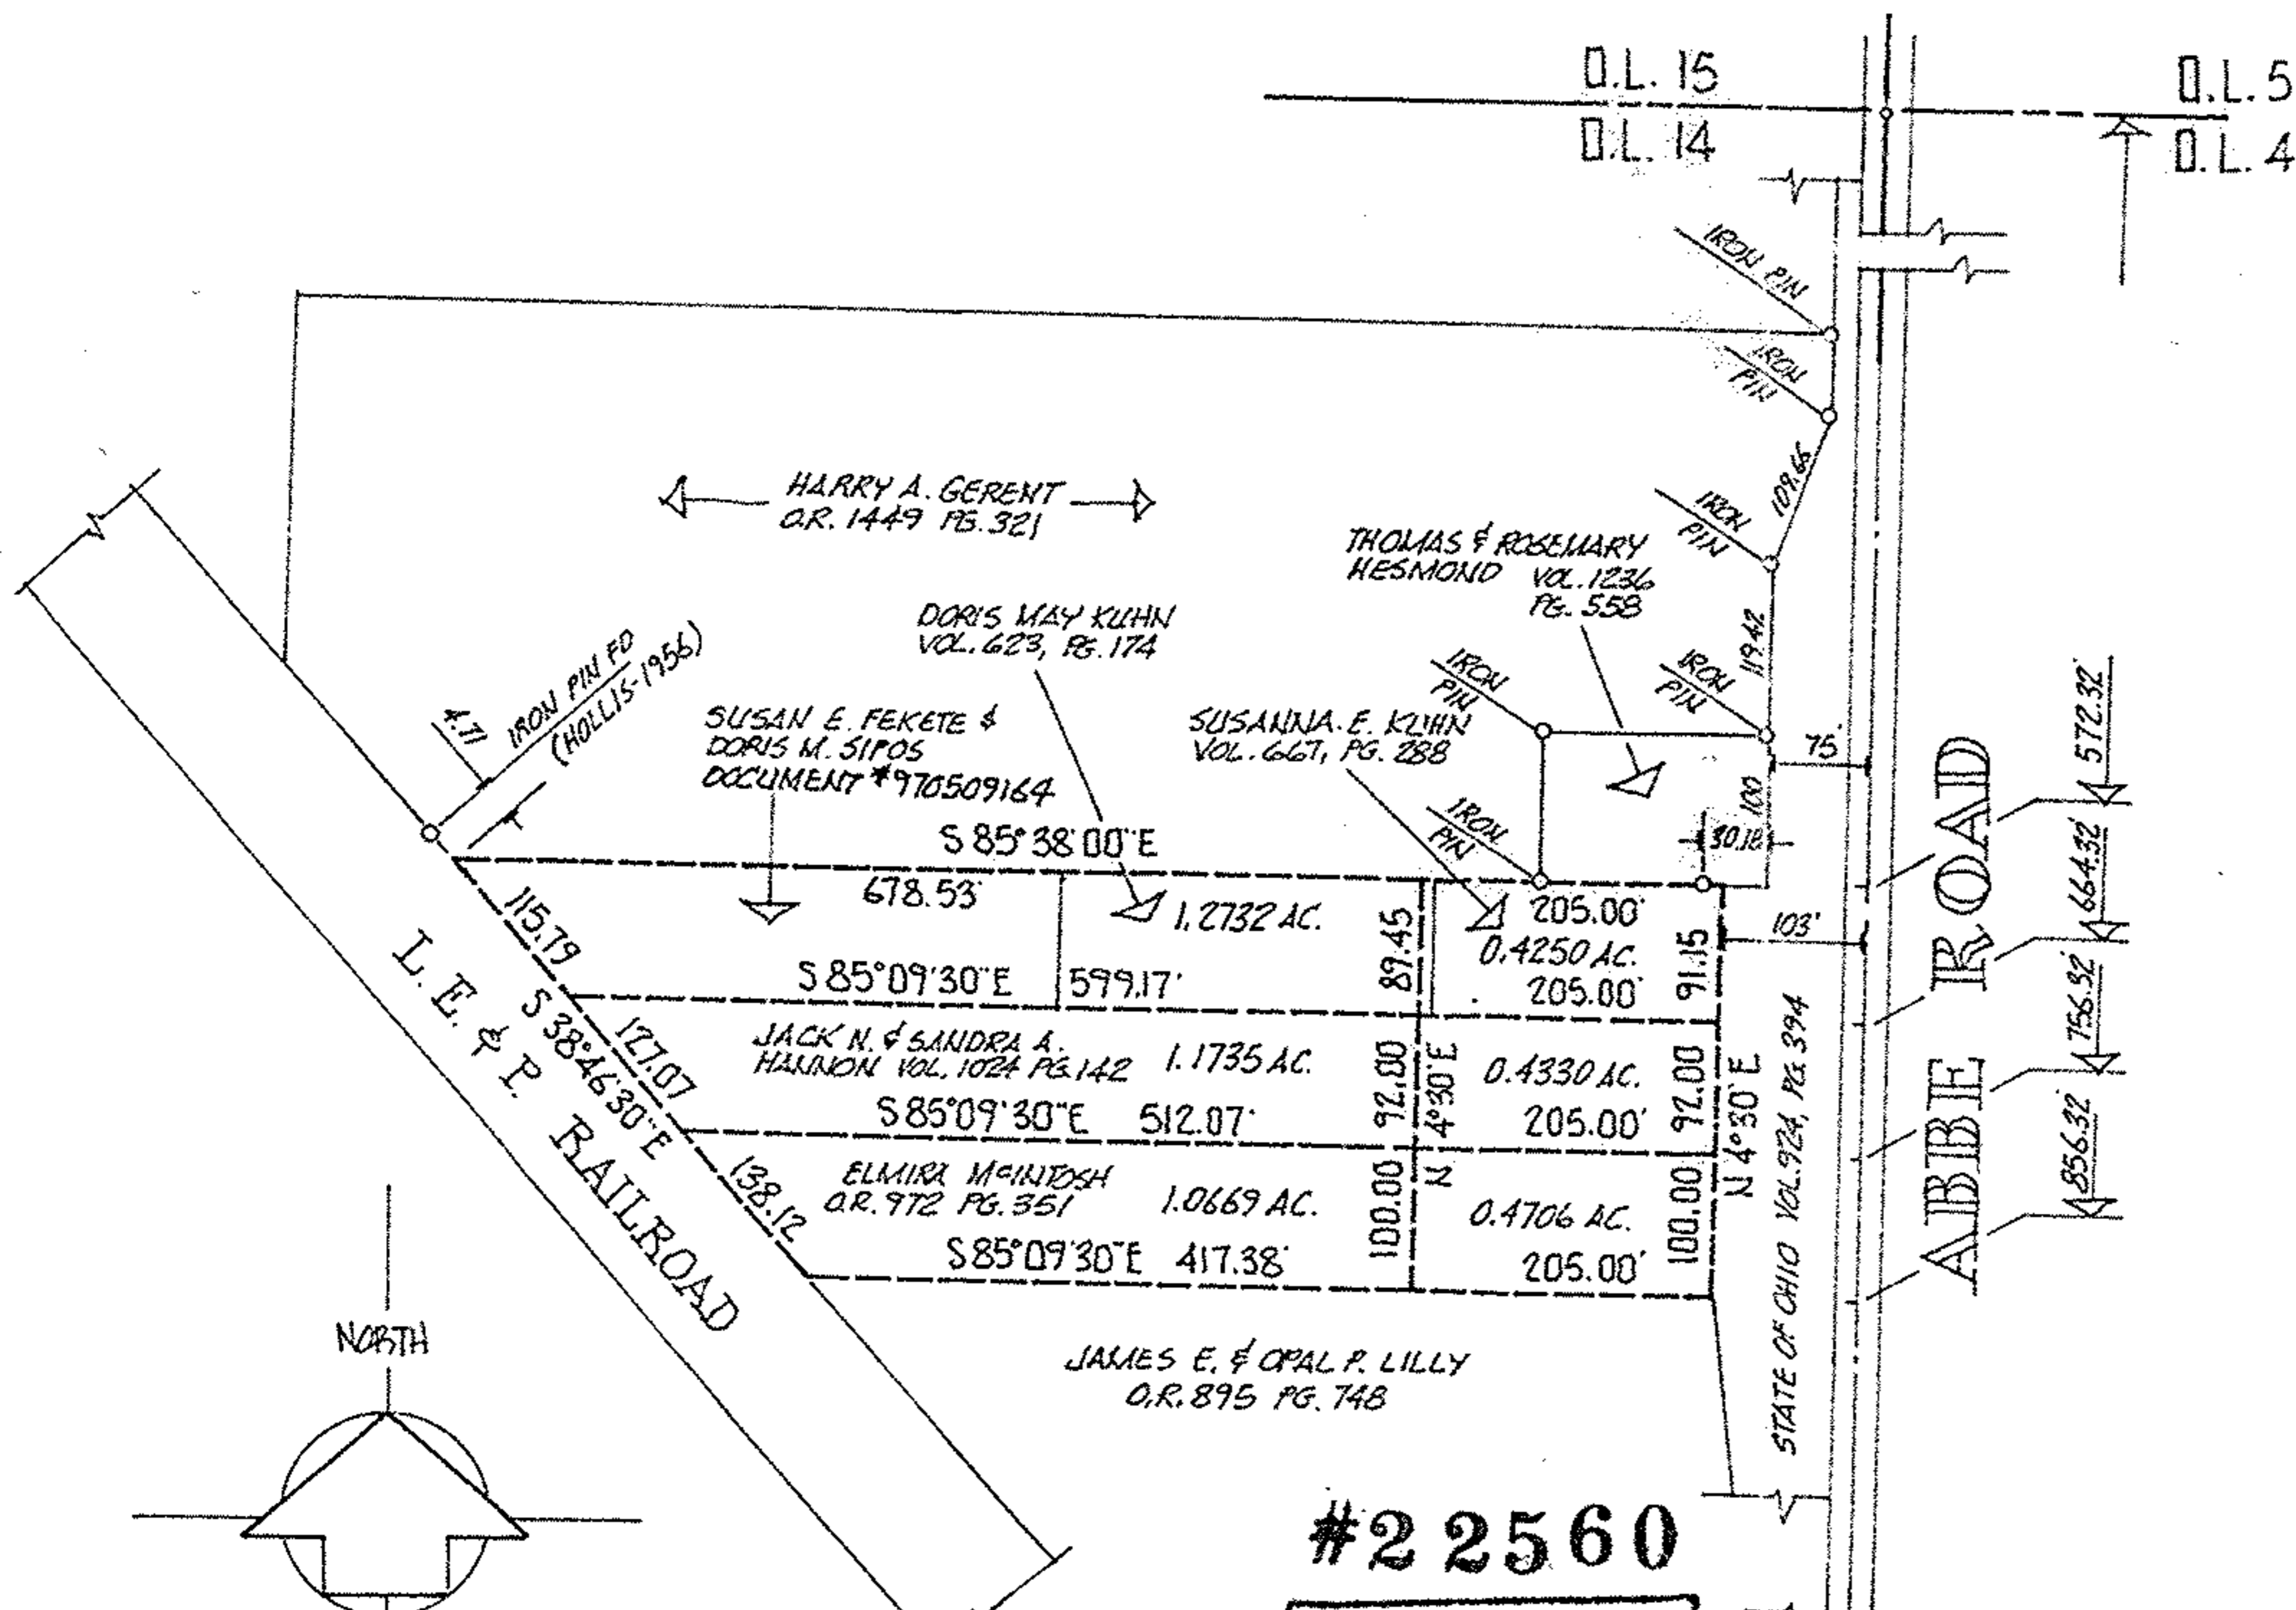 O.L. 15
O.L. 5
O.L. 14
O.L. 4
IRON PIN
IRON
PIN
109.66
HARRY A. GERENT
O.R. 1449 PG. 321
IRON
PIN
THOMAS & ROSEMARY
HESMOND VOL. 1236
PG. 558
119.42
DORIS MAY KUHN
VOL. 623, PG. 174
IRON PIN FD
(HOLLIS-1956)
4.71
IRON
PIN
IRON
PIN
SUSAN E. FEKETE &
DORIS M. SIPOS
DOCUMENT #970509164
SUSANNA. E. KUHN
VOL. 667, PG. 288
75'
572.32'
100
IRON
PIN
30.18
S 85° 38' 00" E
678.53'
1.2732 AC.
205.00'
0.4250 AC.
89.45
91.15
103'
664.32'
115.79
S 85° 09' 30" E 599.17'
205.00'
L. E. & P. RAILROAD
S 38° 46' 30" E
127.07
JACK N. & SANDRA A.
HANNON VOL. 1024 PG. 142
1.1735 AC.
92.00
N 4° 30' E
0.4330 AC.
92.00
N 4° 30' E
756.32'
S 85° 09' 30" E 512.07'
205.00'
138.12
ELMIRA McINTOSH
O.R. 972 PG. 351
1.0669 AC.
100.00
0.4706 AC.
100.00
STATE OF OHIO VOL. 924, PG. 394
ABBE ROAD
856.32'
S 85° 09' 30" E 417.38'
205.00'
NORTH
JAMES E. & OPAL P. LILLY
O.R. 895 PG. 748
#22560